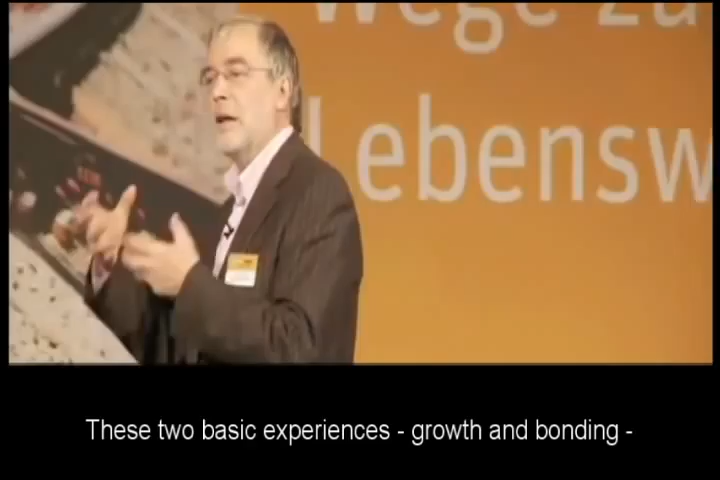 Wege zu
Lebensw
These two basic experiences - growth and bonding -